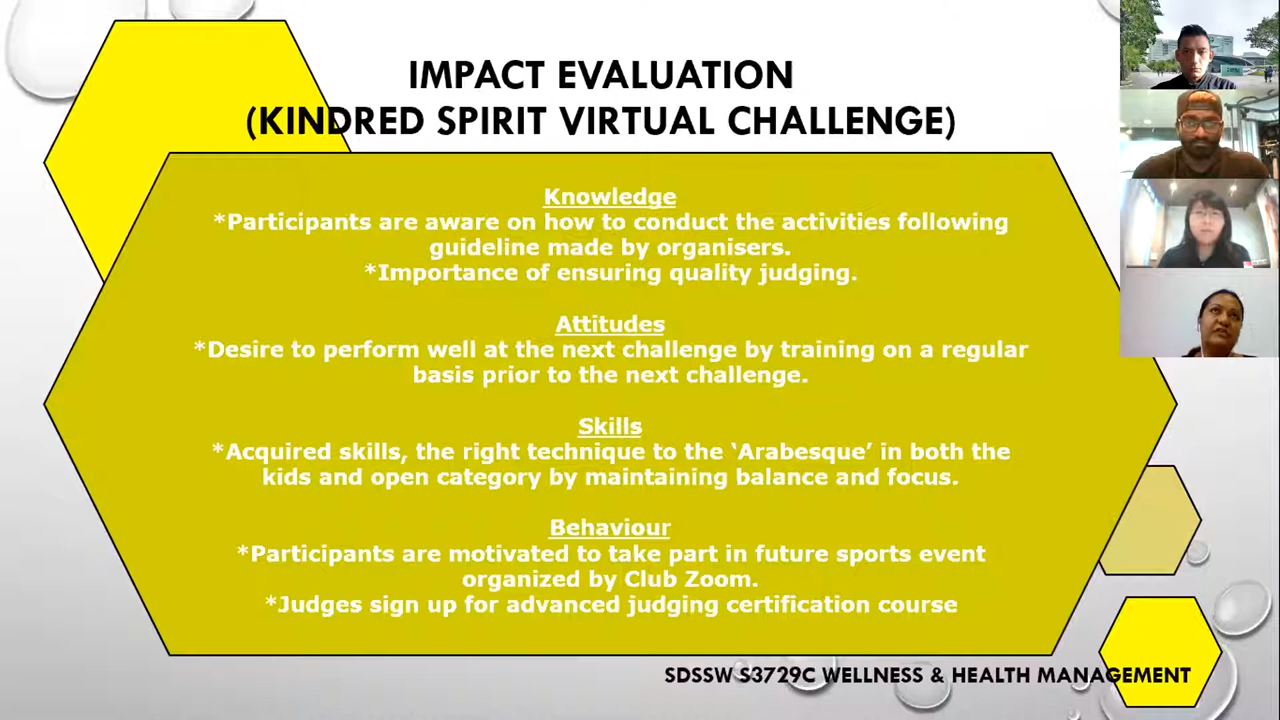 IMPACT EVALUATION
(KINDRED SPIRIT VIRTUAL CHALLENGE)
Knowledge
*Participants are aware on how to conduct the activities following
guideline made by organisers.
*Importance of ensuring quality judging.
Attitudes
*Desire to perform well at the next challenge by training on a regular
basis prior to the next challenge.
Skills
*Acquired skills, the right technique to the ‘Arabesque’ in both the
kids and open category by maintaining balance and focus.
Behaviour
*Participants are motivated to take part in future sports event
organized by Club Zoom.
*Judges sign up for advanced judging certification course
SDSSW S3729C WELLNESS & HEALTH MANAGEMENT